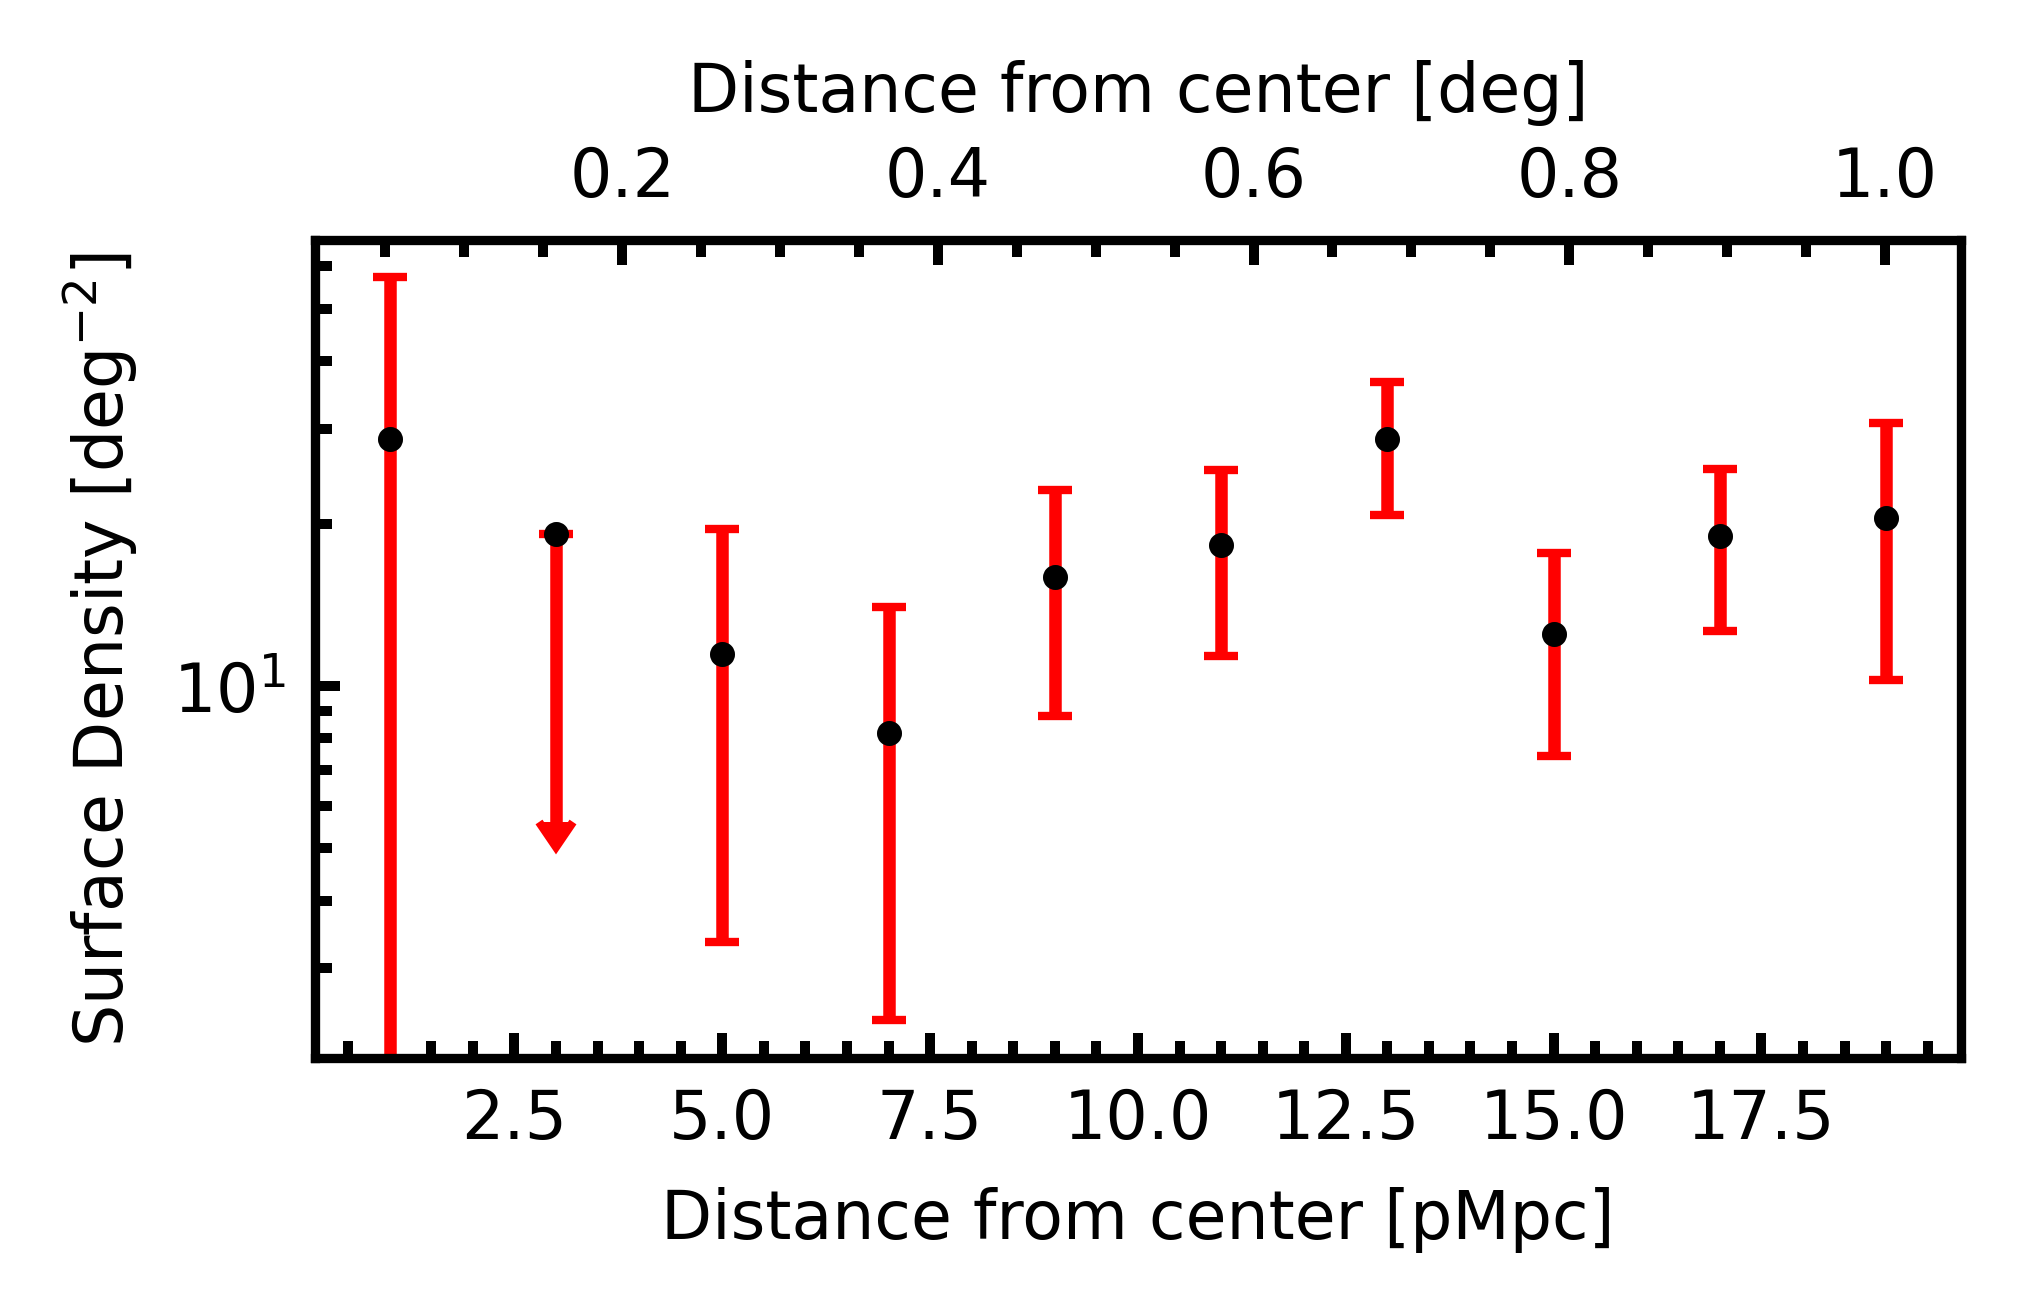 Distance from center [deg]
0.2 0.4 0.6 0.8 1.0
Surface Density [deg⁻²]
10¹
2.5 5.0 7.5 10.0 12.5 15.0 17.5
Distance from center [pMpc]